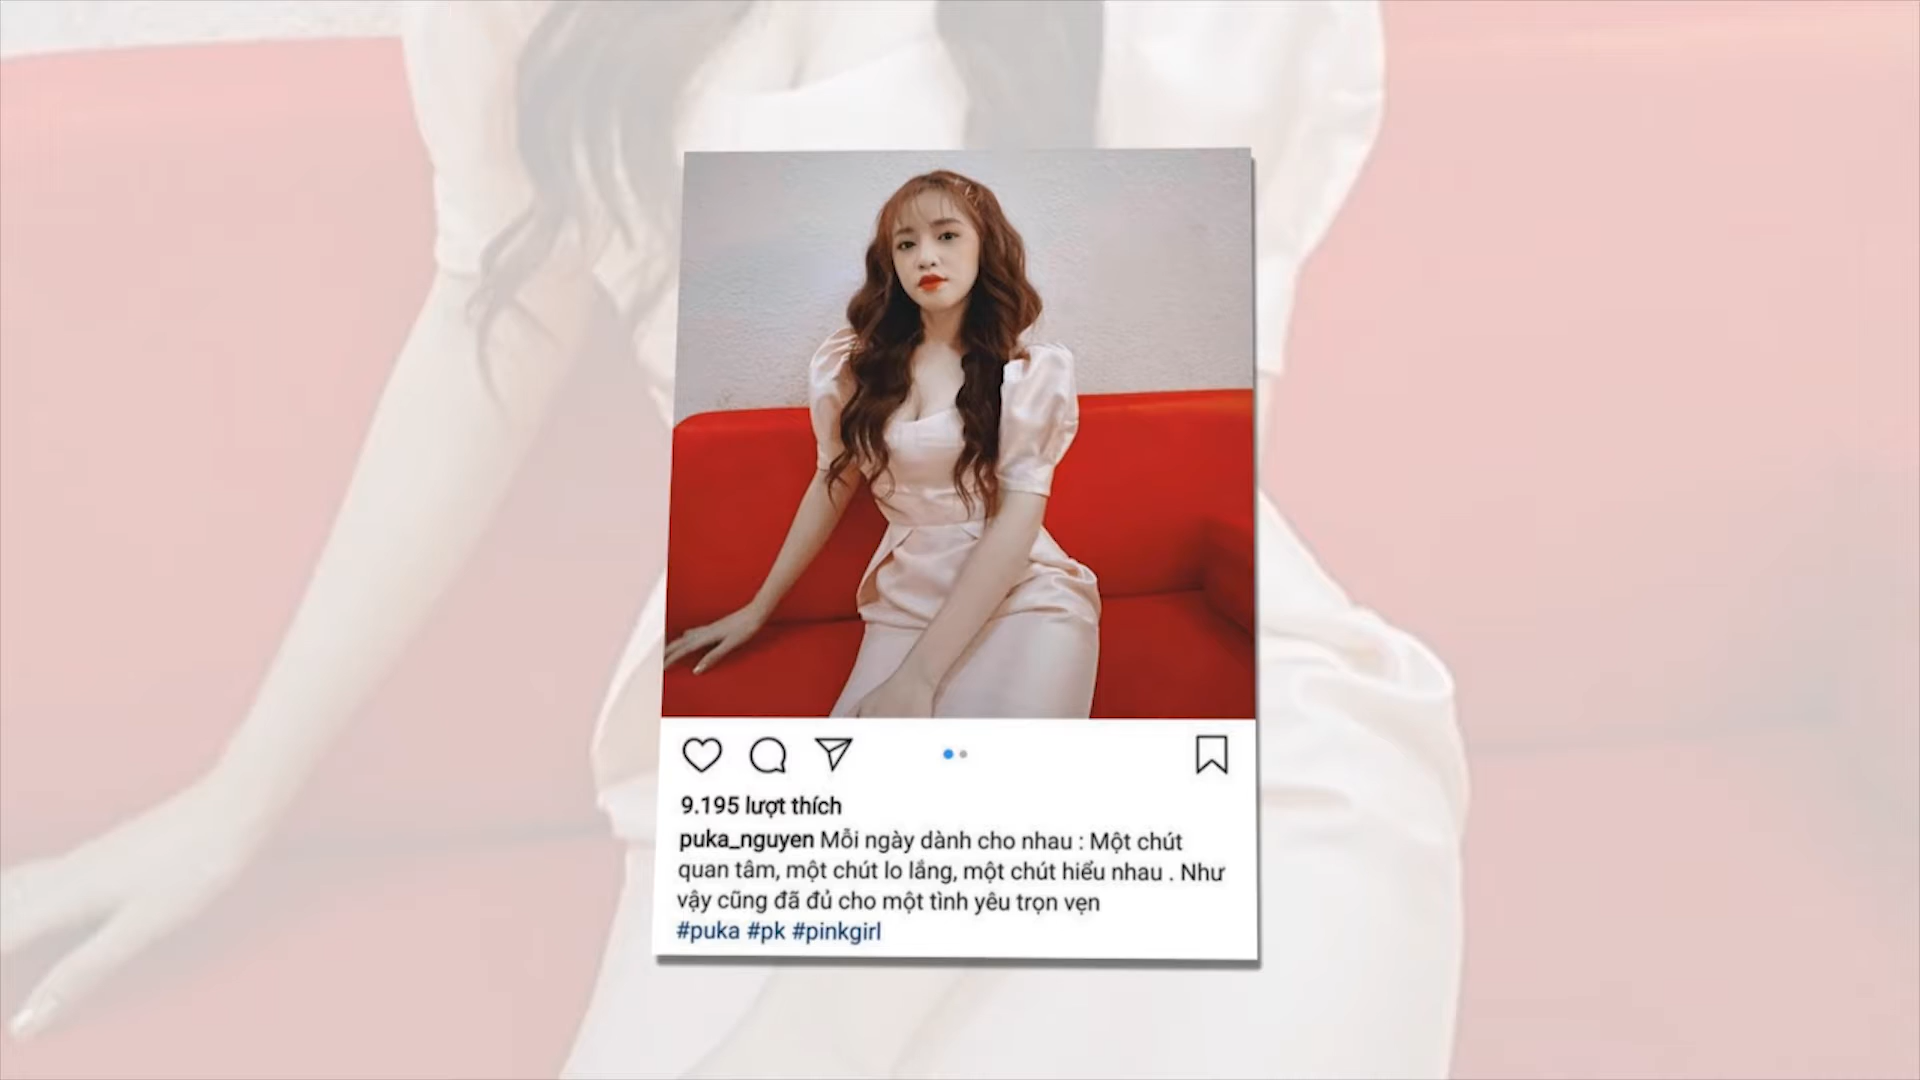 9.195 lượt thích
puka_nguyen Mỗi ngày dành cho nhau : Một chút
quan tâm, một chút lo lắng, một chút hiểu nhau . Như
vậy cũng đã đủ cho một tình yêu trọn vẹn
#puka #pk #pinkgirl